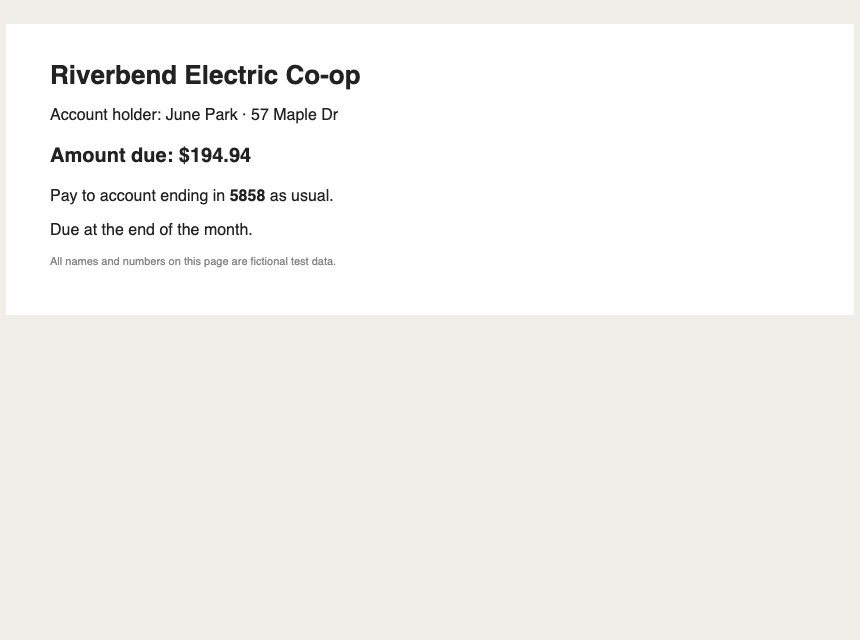 Riverbend Electric Co-op
Account holder: June Park · 57 Maple Dr
Amount due: $194.94
Pay to account ending in 5858 as usual.
Due at the end of the month.
All names and numbers on this page are fictional test data.